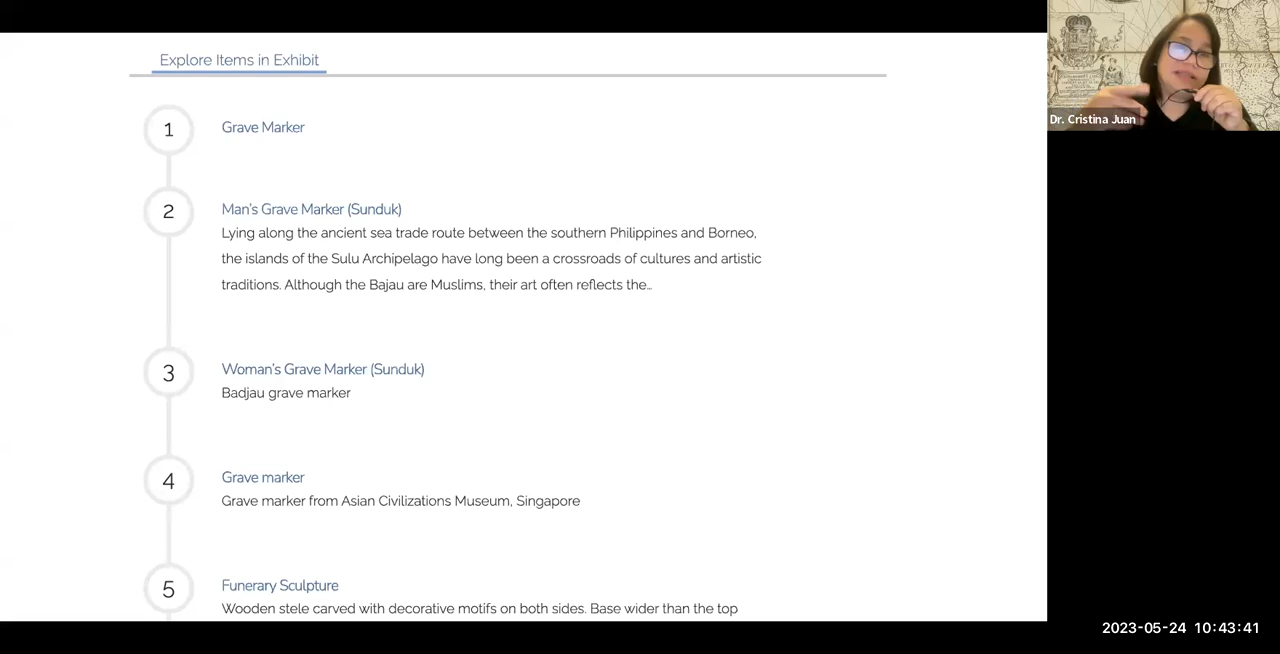 Explore Items in Exhibit
1
Grave Marker
2
Man's Grave Marker (Sunduk)
Lying along the ancient sea trade route between the southern Philippines and Borneo,
the islands of the Sulu Archipelago have long been a crossroads of cultures and artistic
traditions. Although the Bajau are Muslims, their art often reflects the…
3
Woman's Grave Marker (Sunduk)
Badjau grave marker
4
Grave marker
Grave marker from Asian Civilizations Museum, Singapore
5
Funerary Sculpture
Wooden stele carved with decorative motifs on both sides. Base wider than the top
Dr. Cristina Juan
2023-05-24 10:43:41